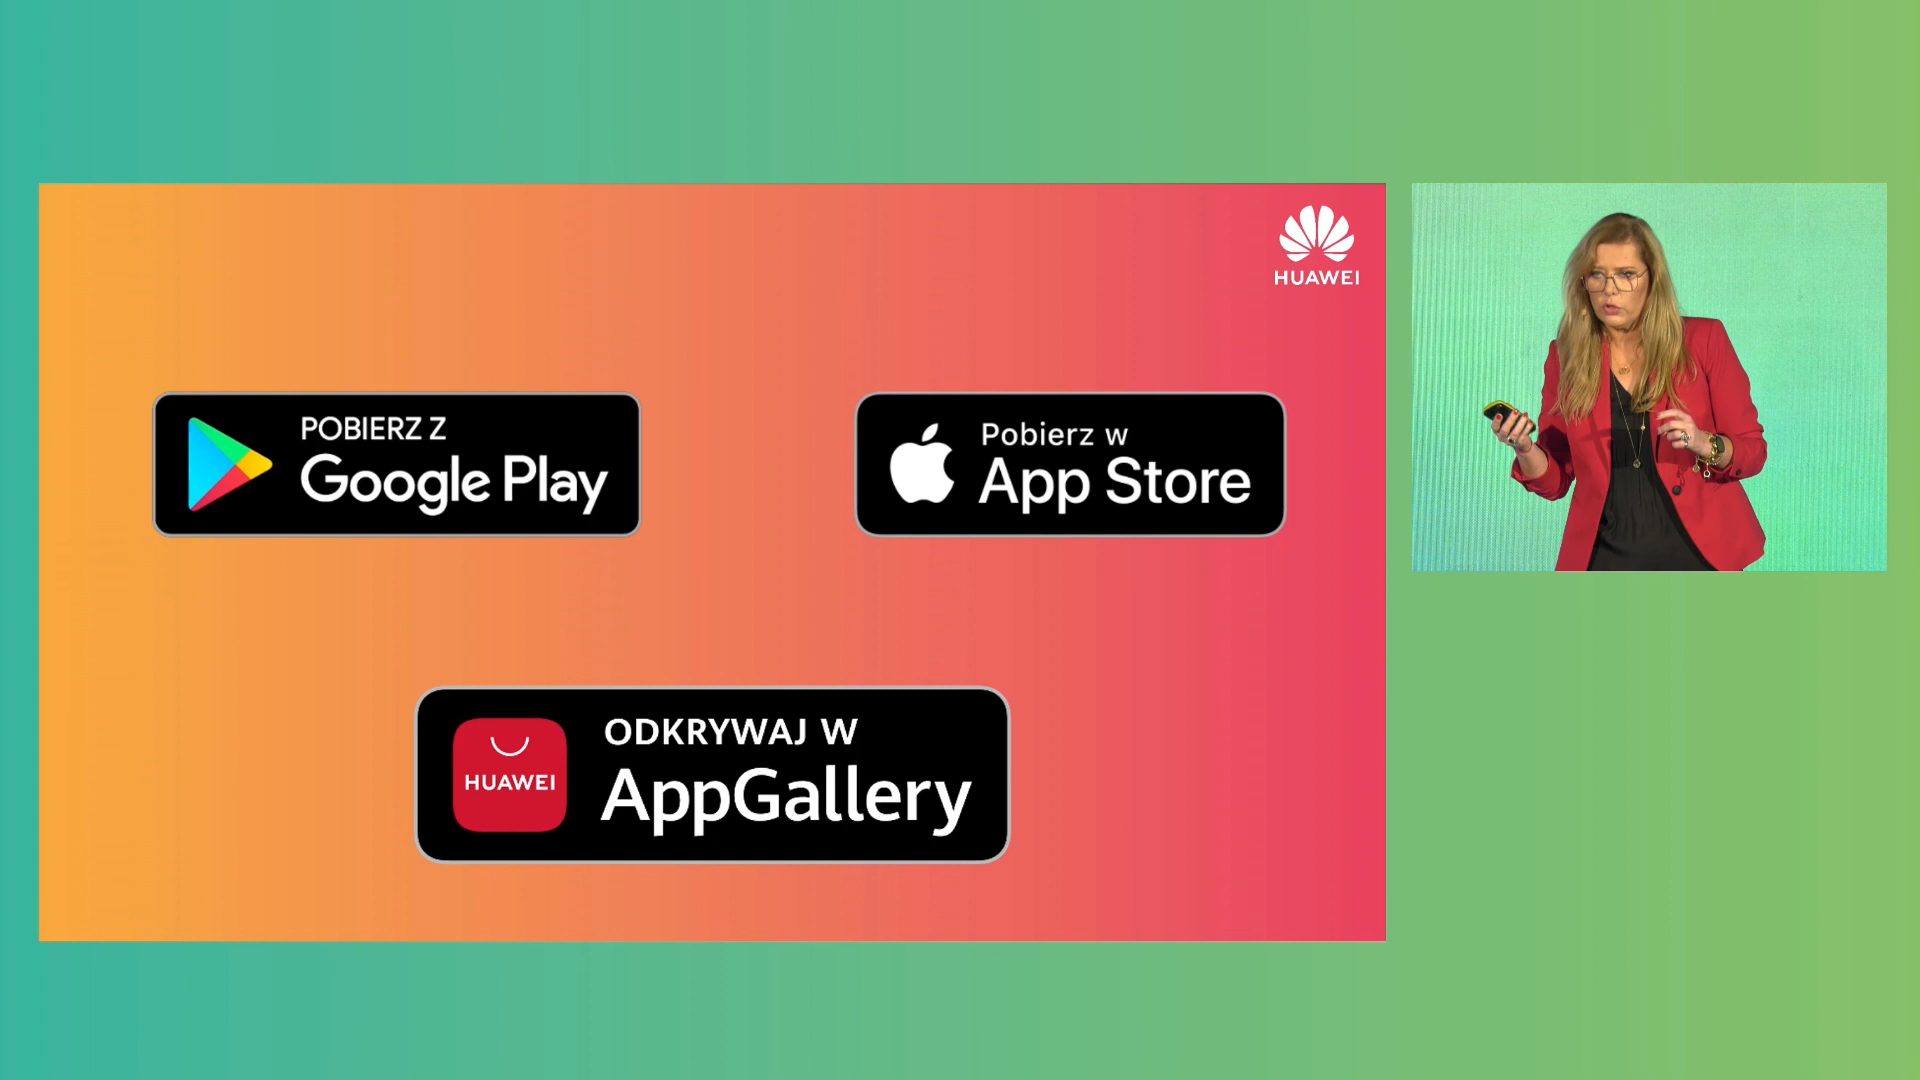 HUAWEI
POBIERZ Z
Google Play
Pobierz w
App Store
ODKRYWAJ W
HUAWEI
AppGallery